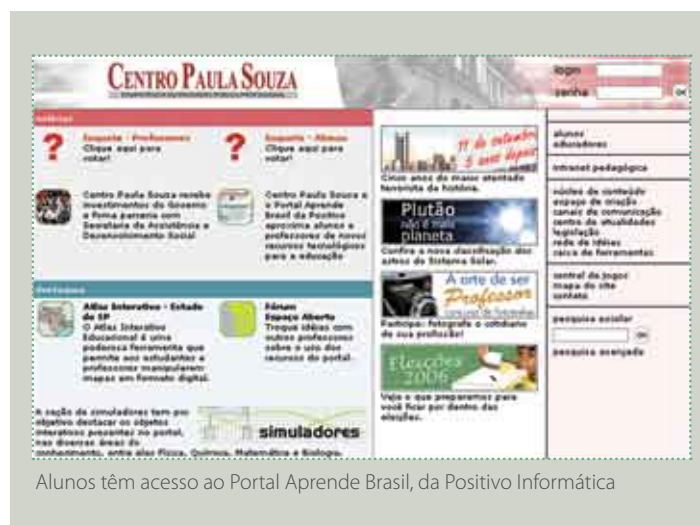 CENTRO PAULA SOUZA
login
senha
OK
notícias
Enquete - Professores
Clique aqui para
votar!
Enquete - Alunos
Clique aqui para
votar!
Centro Paula Souza recebe
investimentos do Governo
e firma parceria com
Secretaria de Assistência e
Desenvolvimento Social
Centro Paula Souza e
o Portal Aprende
Brasil da Positivo
aproxima alunos e
professores de novos
recursos tecnológicos
para a educação
destaques
Atlas Interativo - Estado
de SP
O Atlas Interativo
Educacional é uma
poderosa ferramenta que
permite aos estudantes e
professores manipularem
mapas em formato digital.
Fórum
Espaço Aberto
Troque idéias com
outros professores
sobre o uso dos
recursos do portal.
A seção de simuladores tem por
objetivo destacar os objetos
interativos presentes no portal,
nas diversas áreas do
conhecimento, entre elas Física, Química, Matemática e Biologia.
simuladores
11 de setembro
5 anos depois
Cinco anos do maior atentado
terrorista da história.
Plutão
não é mais
planeta
Confira a nova classificação dos
astros do Sistema Solar.
A arte de ser
Professor
concurso de fotografias
Participe: fotografe o cotidiano
de sua profissão!
Eleições
2006
Veja o que preparamos para
você ficar por dentro das
eleições.
alunos
educadores
intranet pedagógica
núcleo de conteúdo
espaço de criação
canais de comunicação
centro de atualidades
legislação
rede de idéias
caixa de ferramentas
central de jogos
mapa do site
contato
pesquisa escolar
OK
pesquisa avançada
Alunos têm acesso ao Portal Aprende Brasil, da Positivo Informática